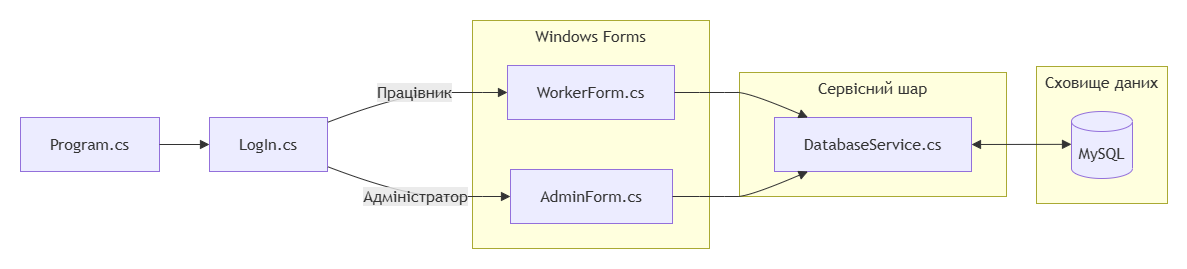 Program.cs
LogIn.cs
Працівник
Адміністратор
Windows Forms
WorkerForm.cs
AdminForm.cs
Сервісний шар
DatabaseService.cs
Сховище даних
MySQL